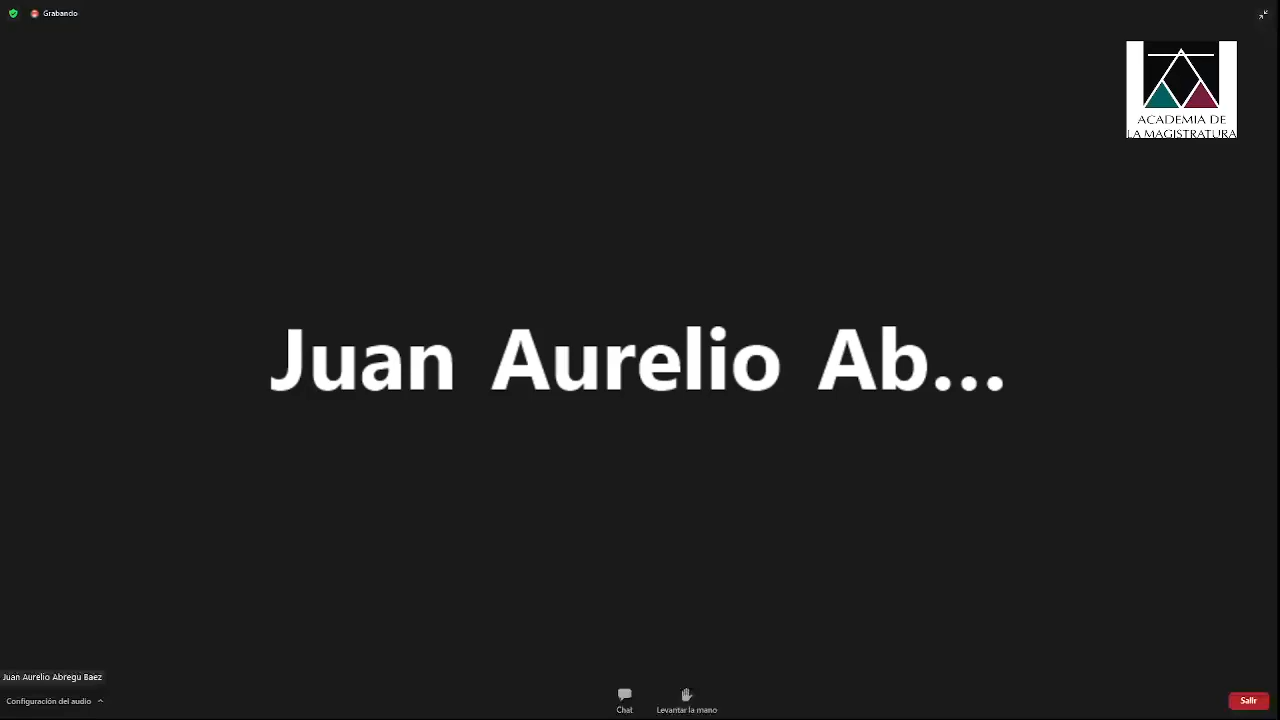 Grabando
ACADEMIA DE
LA MAGISTRATURA
Juan Aurelio Ab...
Juan Aurelio Abregu Baez
Configuración del audio
Chat
Levantar la mano
Salir